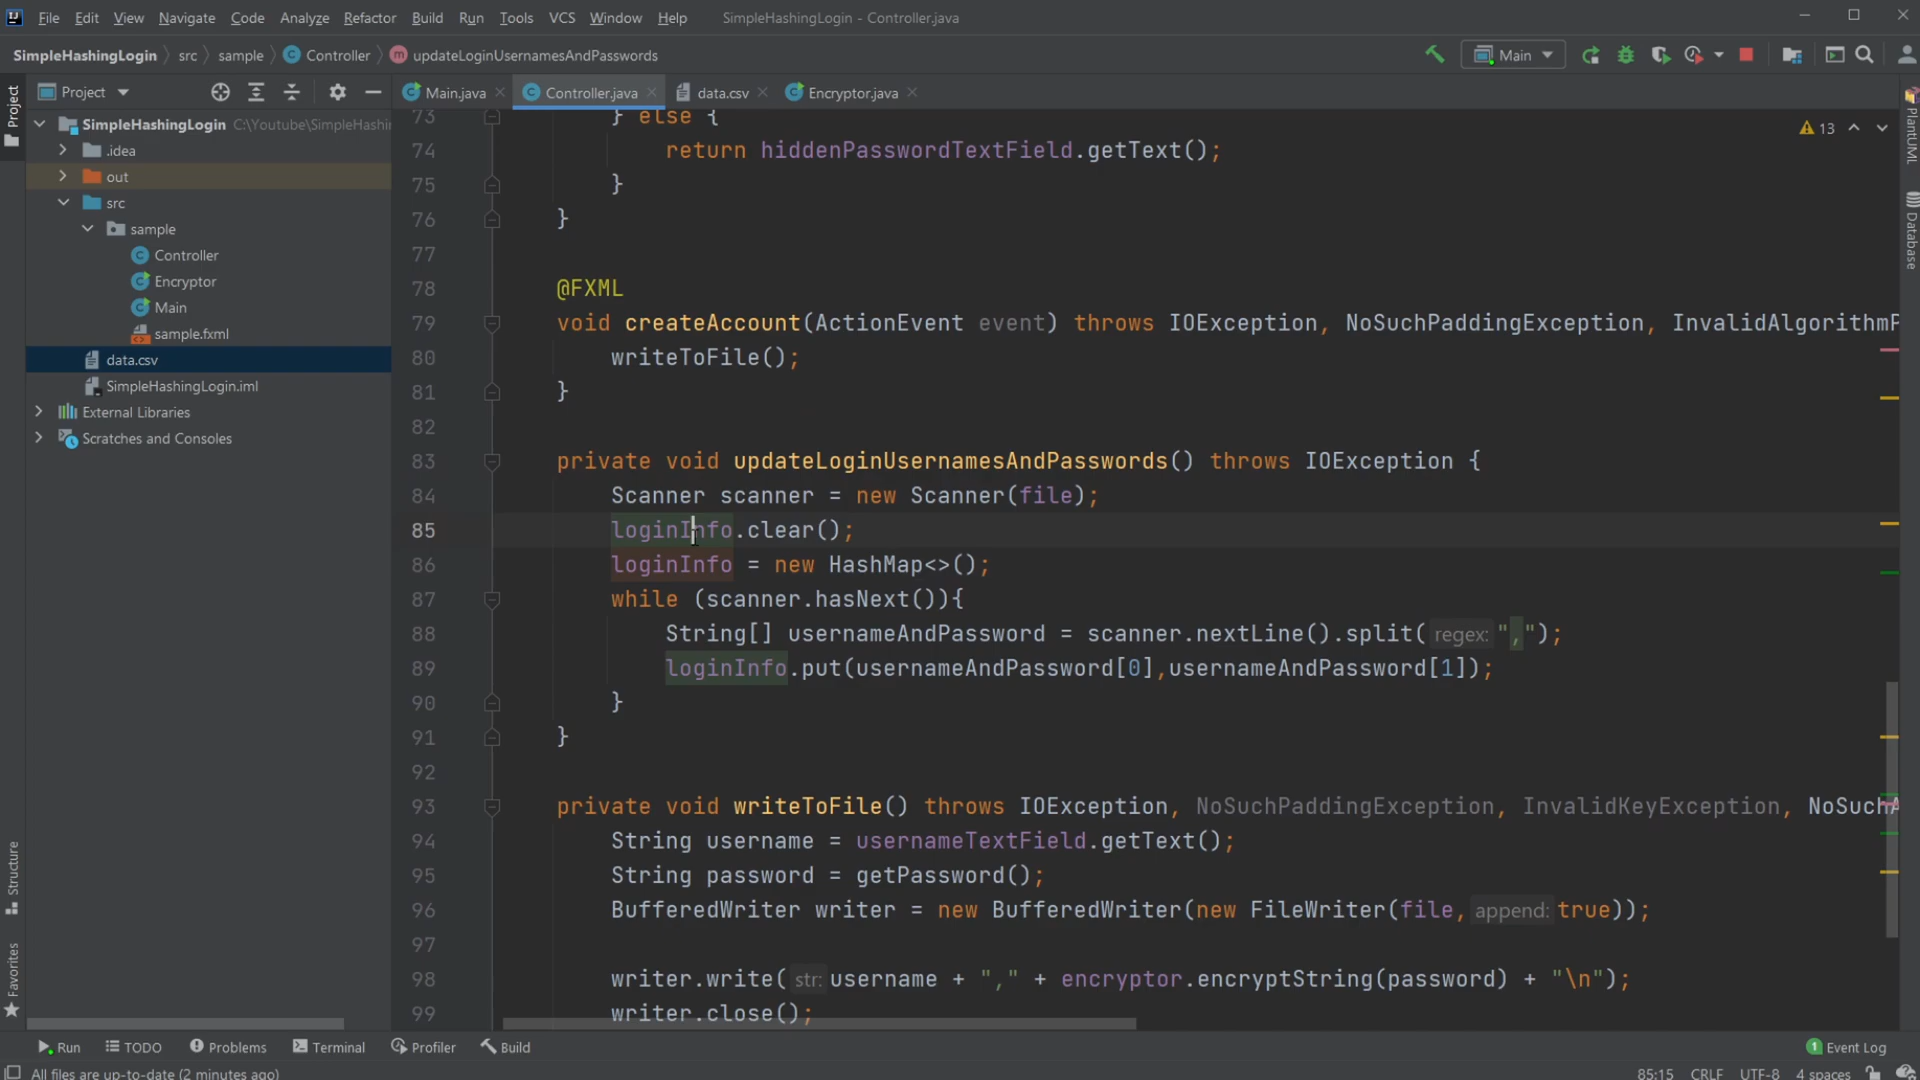 File Edit View Navigate Code Analyze Refactor Build Run Tools VCS Window Help SimpleHashingLogin - Controller.java
SimpleHashingLogin src sample Controller updateLoginUsernamesAndPasswords Main
Project
Project
Main.java
Controller.java
data.csv
Encryptor.java
SimpleHashingLogin C:\Youtube\SimpleHashi
.idea
out
src
sample
Controller
Encryptor
Main
sample.fxml
data.csv
SimpleHashingLogin.iml
External Libraries
Scratches and Consoles
Structure
Favorites
13
73 } else {
74 return hiddenPasswordTextField.getText();
75 }
76 }
77
78 @FXML
79 void createAccount(ActionEvent event) throws IOException, NoSuchPaddingException, InvalidAlgorithmP
80 writeToFile();
81 }
82
83 private void updateLoginUsernamesAndPasswords() throws IOException {
84 Scanner scanner = new Scanner(file);
85 loginInfo.clear();
86 loginInfo = new HashMap<>();
87 while (scanner.hasNext()){
88 String[] usernameAndPassword = scanner.nextLine().split( regex: ",");
89 loginInfo.put(usernameAndPassword[0],usernameAndPassword[1]);
90 }
91 }
92
93 private void writeToFile() throws IOException, NoSuchPaddingException, InvalidKeyException, NoSuchA
94 String username = usernameTextField.getText();
95 String password = getPassword();
96 BufferedWriter writer = new BufferedWriter(new FileWriter(file, append: true));
97
98 writer.write( str: username + "," + encryptor.encryptString(password) + "\n");
99 writer.close();
PlantUML
Database
Run TODO Problems Terminal Profiler Build 1 Event Log
All files are up-to-date (2 minutes ago) 85:15 CRLF UTF-8 4 spaces